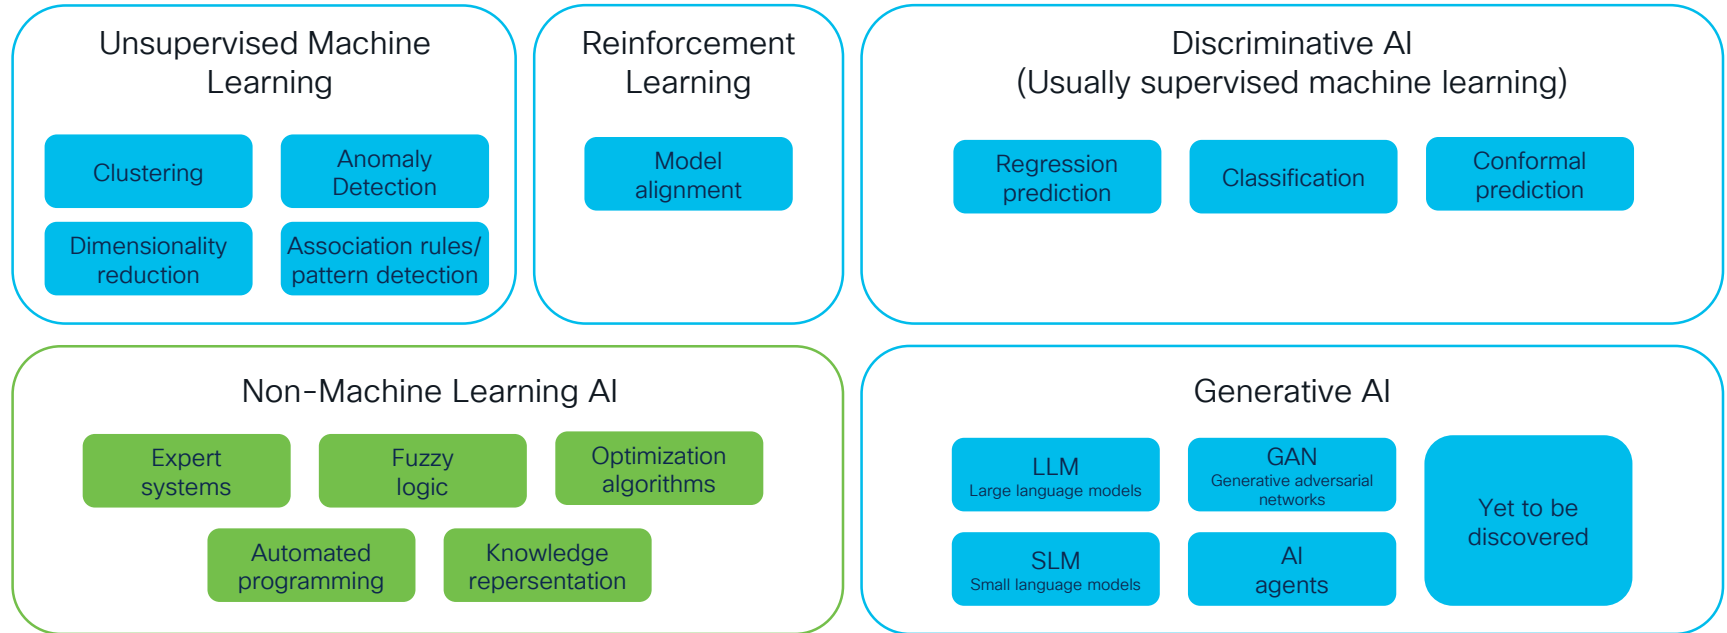 Unsupervised Machine
Learning
Clustering
Anomaly
Detection
Dimensionality
reduction
Association rules/
pattern detection
Reinforcement
Learning
Model
alignment
Discriminative AI
(Usually supervised machine learning)
Regression
prediction
Classification
Conformal
prediction
Non-Machine Learning AI
Expert
systems
Fuzzy
logic
Optimization
algorithms
Automated
programming
Knowledge
repersentation
Generative AI
LLM
Large language models
GAN
Generative adversarial
networks
SLM
Small language models
AI
agents
Yet to be
discovered